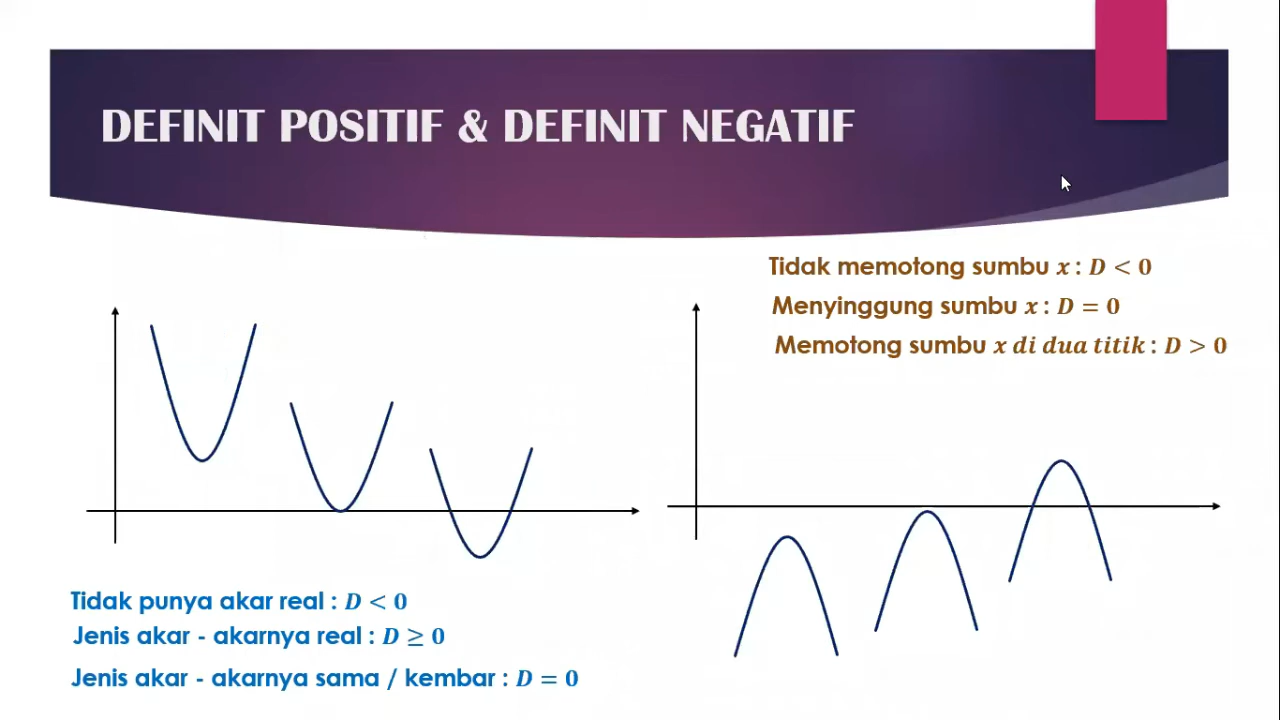 DEFINIT POSITIF & DEFINIT NEGATIF
Tidak memotong sumbu x : D < 0
Menyinggung sumbu x : D = 0
Memotong sumbu x di dua titik : D > 0
Tidak punya akar real : D < 0
Jenis akar - akarnya real : D ≥ 0
Jenis akar - akarnya sama / kembar : D = 0